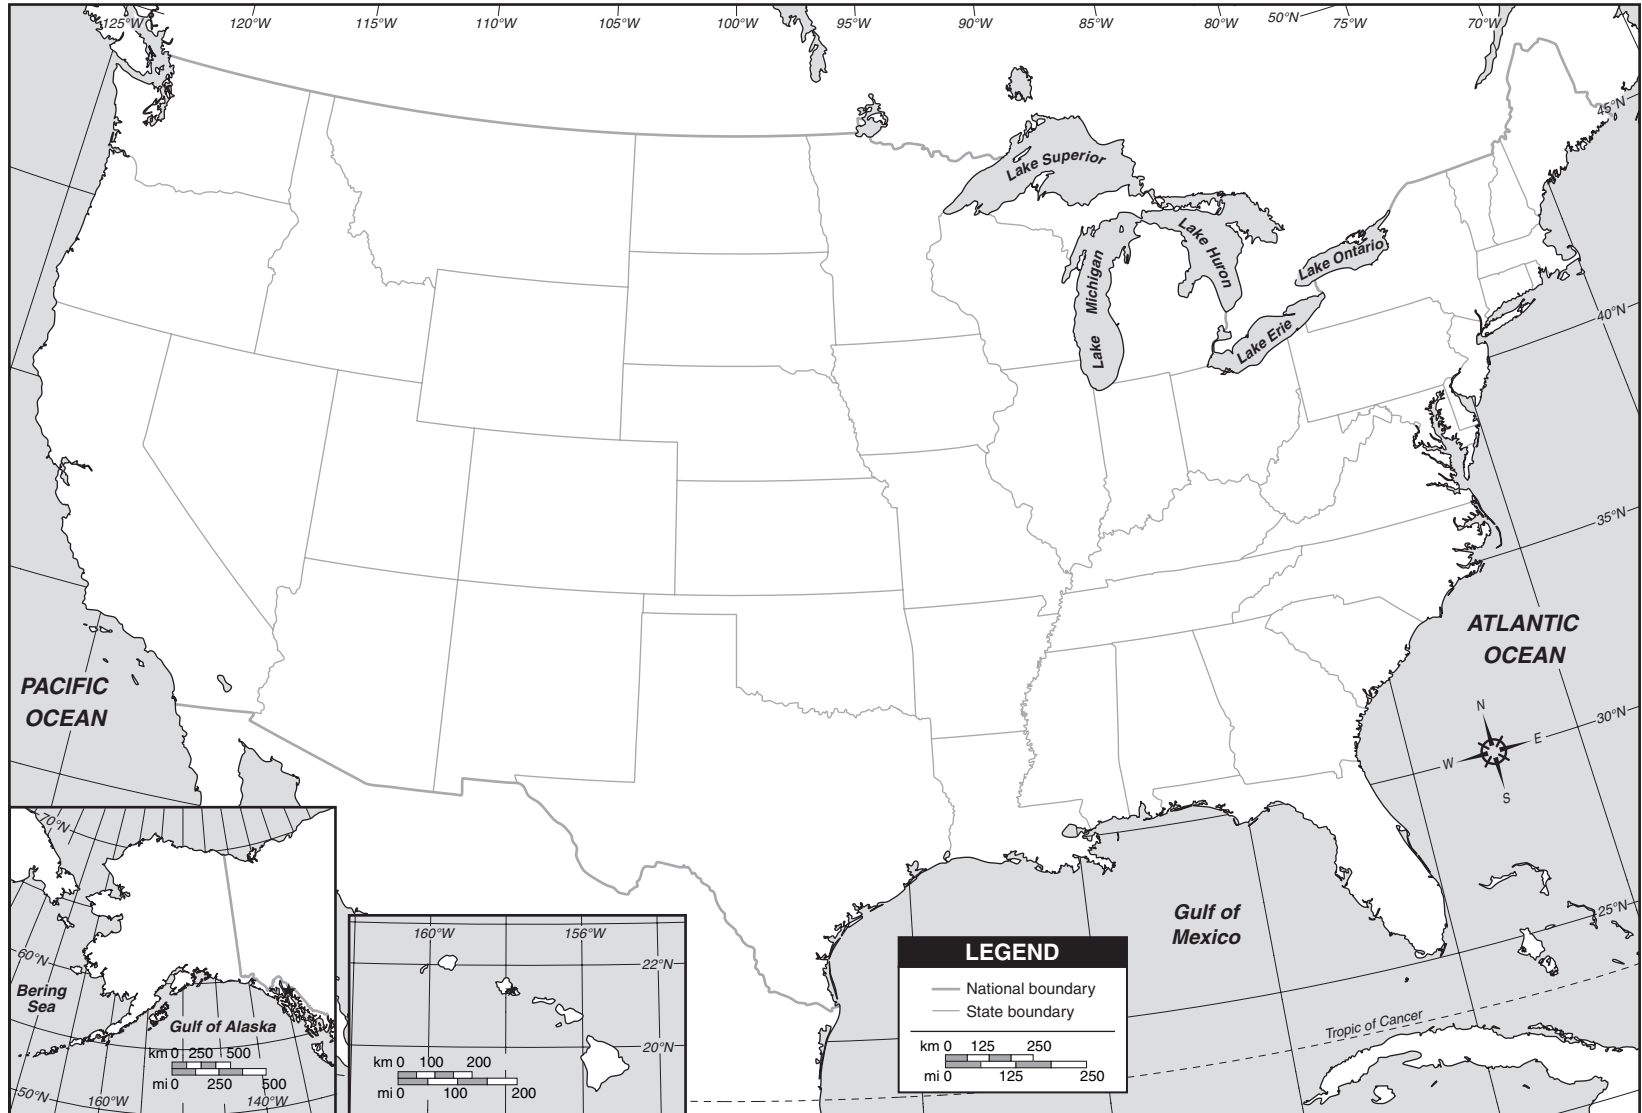 125°W 120°W 115°W 110°W 105°W 100°W 95°W 90°W 85°W 80°W 50°N 75°W 70°W
45°N
Lake Superior
Lake Huron
Lake Ontario
Lake Michigan
Lake Erie
40°N
35°N
ATLANTIC
OCEAN
PACIFIC
OCEAN
30°N
N
W E
S
25°N
Gulf of
Mexico
Tropic of Cancer
70°N
60°N
Bering
Sea
Gulf of Alaska
km 0 250 500
mi 0 250 500
50°N 160°W 140°W
160°W 156°W
22°N
20°N
km 0 100 200
mi 0 100 200
LEGEND
National boundary
State boundary
km 0 125 250
mi 0 125 250